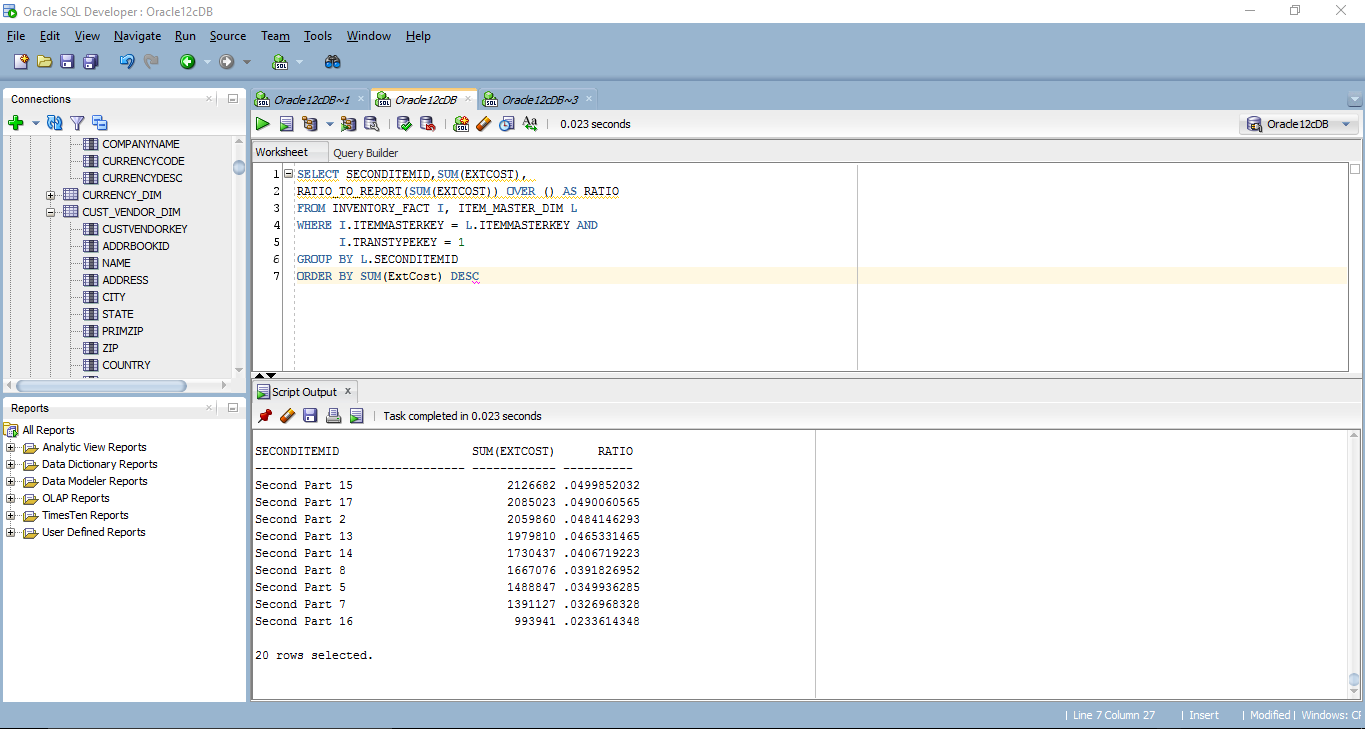 Oracle SQL Developer : Oracle12cDB
File Edit View Navigate Run Source Team Tools Window Help
Connections
COMPANYNAME
CURRENCYCODE
CURRENCYDESC
CURRENCY_DIM
CUST_VENDOR_DIM
CUSTVENDORKEY
ADDRBOOKID
NAME
ADDRESS
CITY
STATE
PRIMZIP
ZIP
COUNTRY
Reports
All Reports
Analytic View Reports
Data Dictionary Reports
Data Modeler Reports
OLAP Reports
TimesTen Reports
User Defined Reports
Oracle12cDB~1 Oracle12cDB Oracle12cDB~3
0.023 seconds Oracle12cDB
Worksheet Query Builder
1 SELECT SECONDITEMID,SUM(EXTCOST),
2 RATIO_TO_REPORT(SUM(EXTCOST)) OVER () AS RATIO
3 FROM INVENTORY_FACT I, ITEM_MASTER_DIM L
4 WHERE I.ITEMMASTERKEY = L.ITEMMASTERKEY AND
5 I.TRANSTYPEKEY = 1
6 GROUP BY L.SECONDITEMID
7 ORDER BY SUM(ExtCost) DESC
Script Output x
Task completed in 0.023 seconds
SECONDITEMID SUM(EXTCOST) RATIO
------------------------------ ------------ ----------
Second Part 15 2126682 .0499852032
Second Part 17 2085023 .0490060565
Second Part 2 2059860 .0484146293
Second Part 13 1979810 .0465331465
Second Part 14 1730437 .0406719223
Second Part 8 1667076 .0391826952
Second Part 5 1488847 .0349936285
Second Part 7 1391127 .0326968328
Second Part 16 993941 .0233614348
20 rows selected.
Line 7 Column 27 | Insert | Modified | Windows: CF